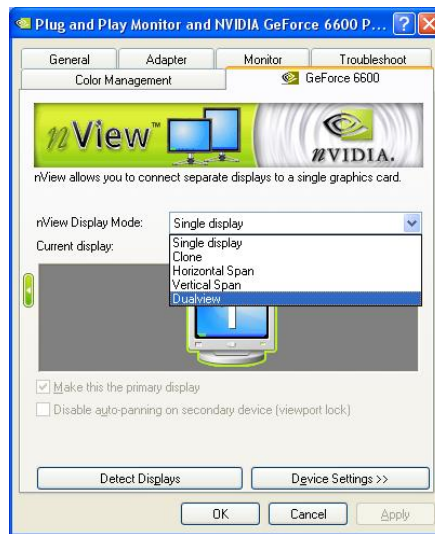 Plug and Play Monitor and NVIDIA GeForce 6600 P...
General Adapter Monitor Troubleshoot
Color Management GeForce 6600
nView™ nVIDIA.
nView allows you to connect separate displays to a single graphics card.
nView Display Mode: Single display
Current display: Single display
Clone
Horizontal Span
Vertical Span
Dualview
1
Make this the primary display
Disable auto-panning on secondary device (viewport lock)
Detect Displays Device Settings >>
OK Cancel Apply